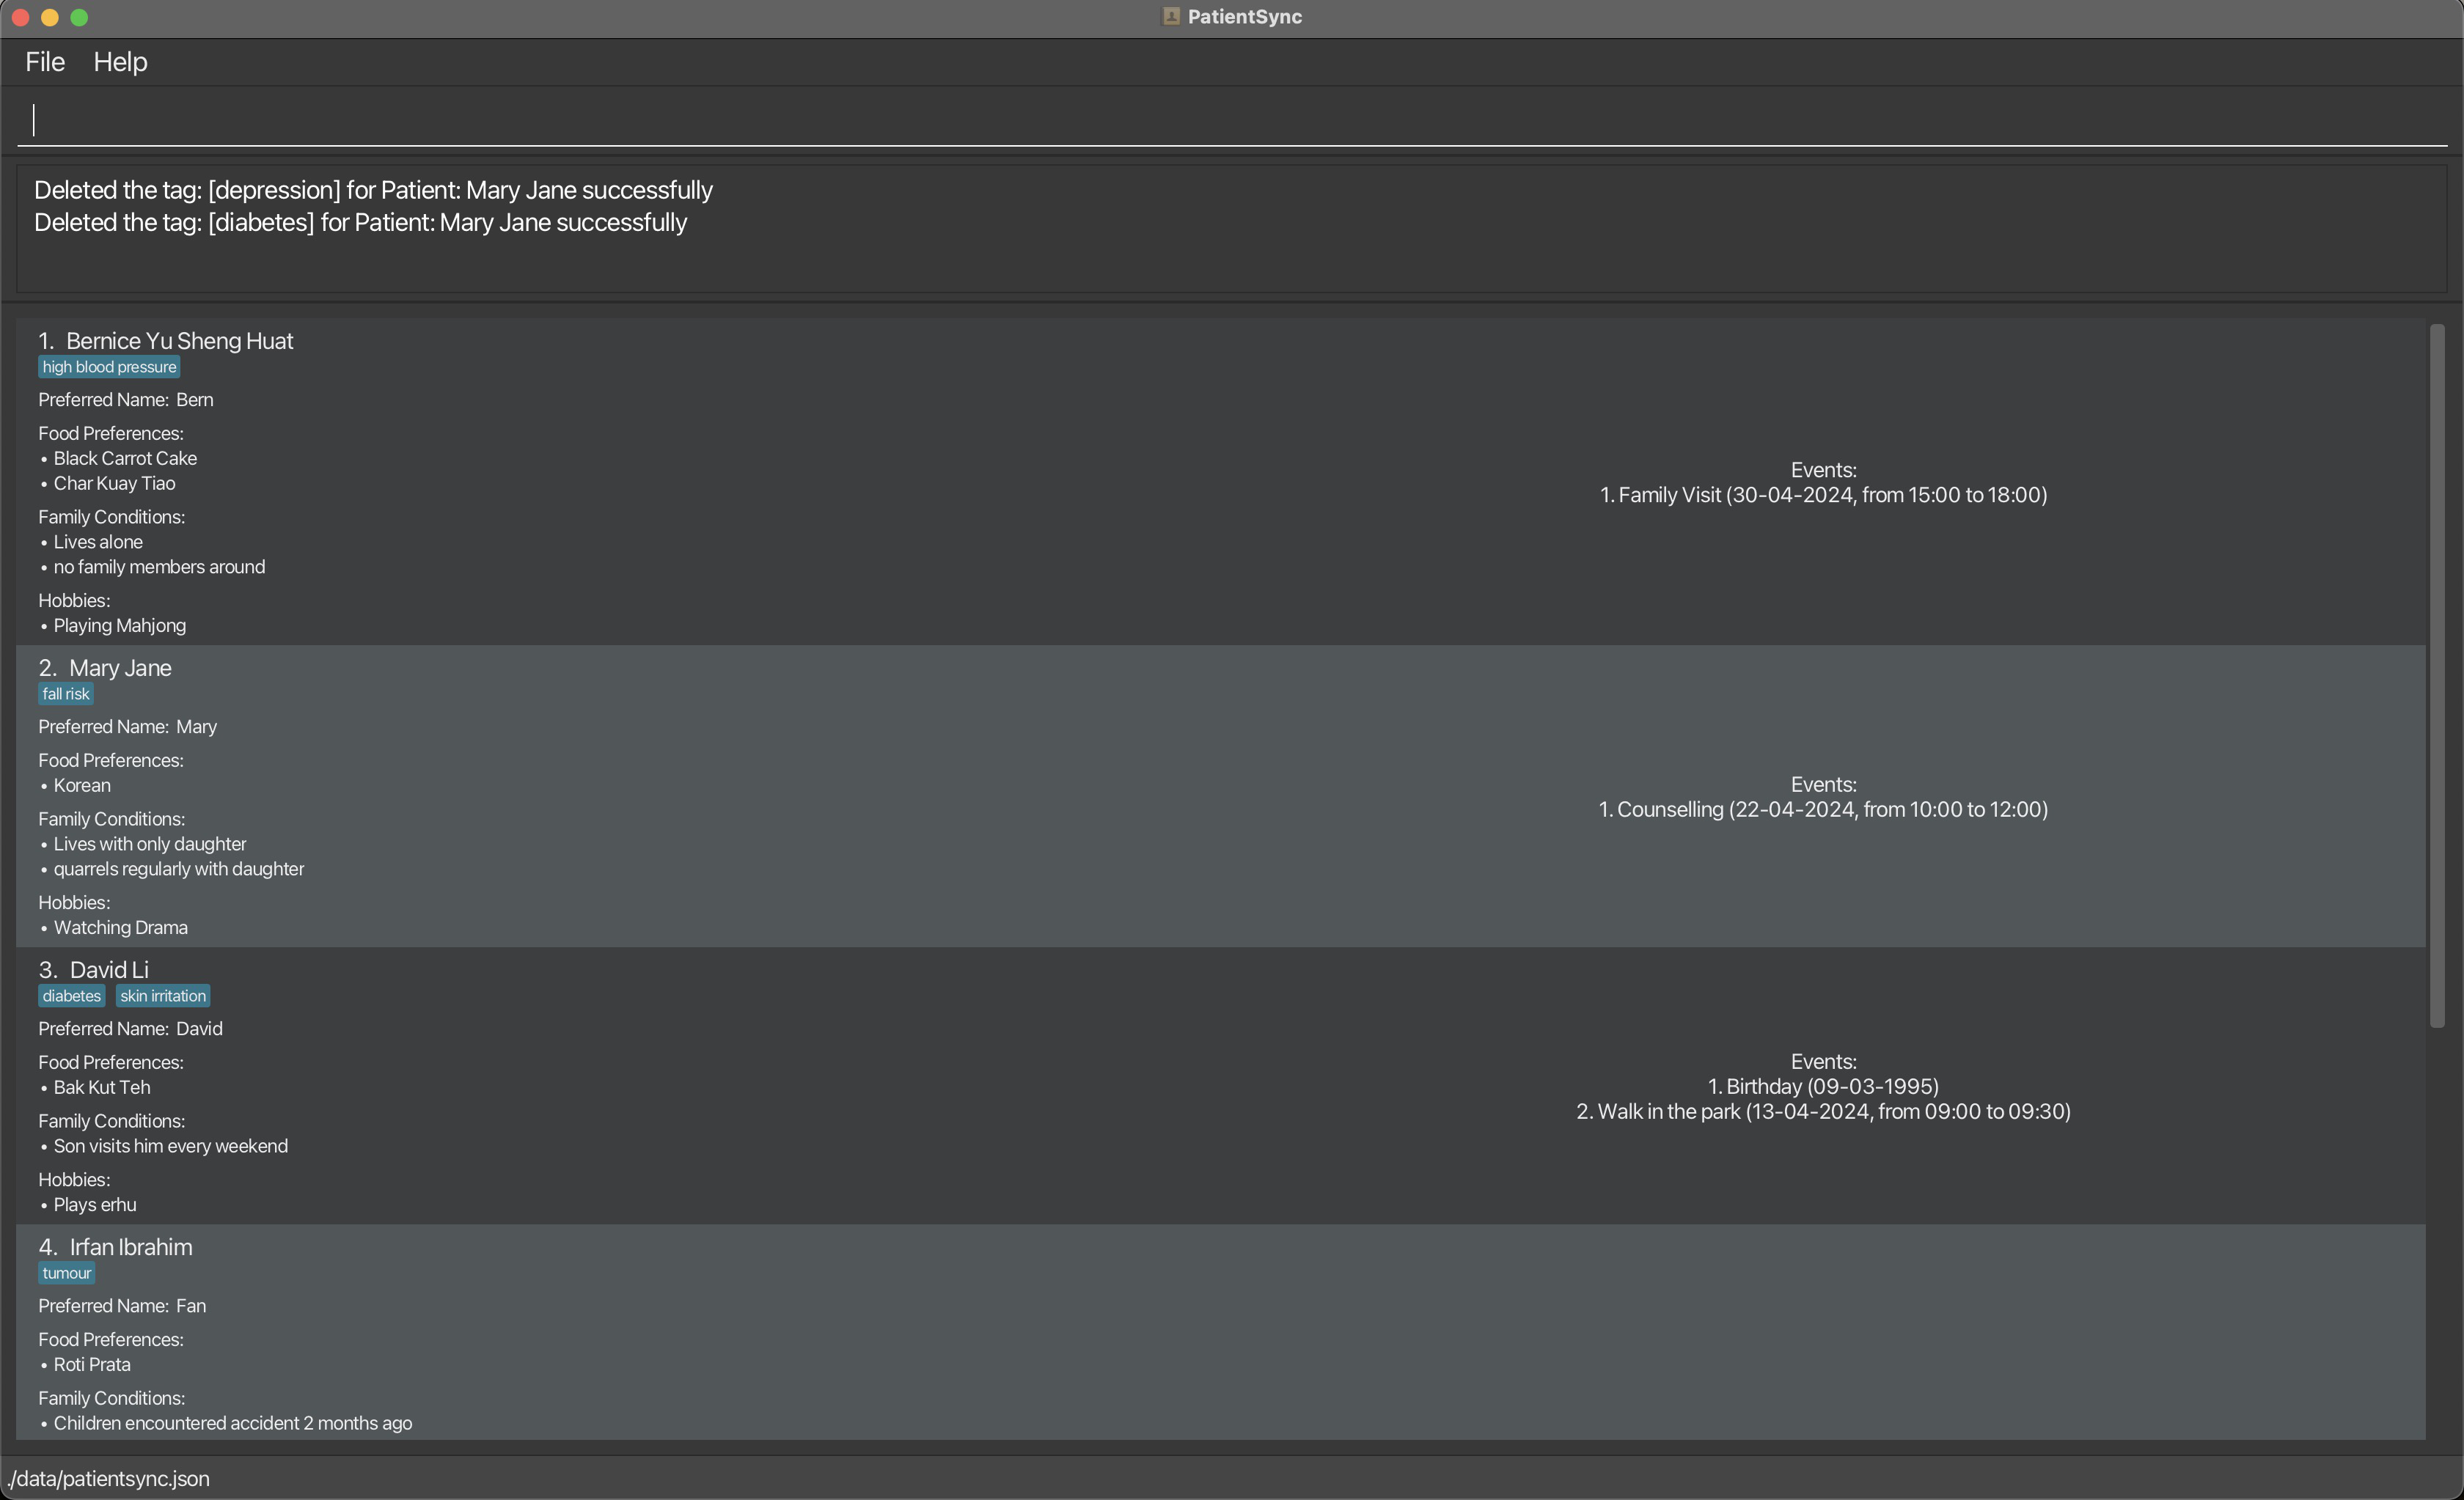 PatientSync
File Help
Deleted the tag: [depression] for Patient: Mary Jane successfully
Deleted the tag: [diabetes] for Patient: Mary Jane successfully
1. Bernice Yu Sheng Huat
high blood pressure
Preferred Name: Bern
Food Preferences:
• Black Carrot Cake
• Char Kuay Tiao
Family Conditions:
• Lives alone
• no family members around
Hobbies:
• Playing Mahjong
Events:
1. Family Visit (30-04-2024, from 15:00 to 18:00)
2. Mary Jane
fall risk
Preferred Name: Mary
Food Preferences:
• Korean
Family Conditions:
• Lives with only daughter
• quarrels regularly with daughter
Hobbies:
• Watching Drama
Events:
1. Counselling (22-04-2024, from 10:00 to 12:00)
3. David Li
diabetes skin irritation
Preferred Name: David
Food Preferences:
• Bak Kut Teh
Family Conditions:
• Son visits him every weekend
Hobbies:
• Plays erhu
Events:
1. Birthday (09-03-1995)
2. Walk in the park (13-04-2024, from 09:00 to 09:30)
4. Irfan Ibrahim
tumour
Preferred Name: Fan
Food Preferences:
• Roti Prata
Family Conditions:
• Children encountered accident 2 months ago
./data/patientsync.json